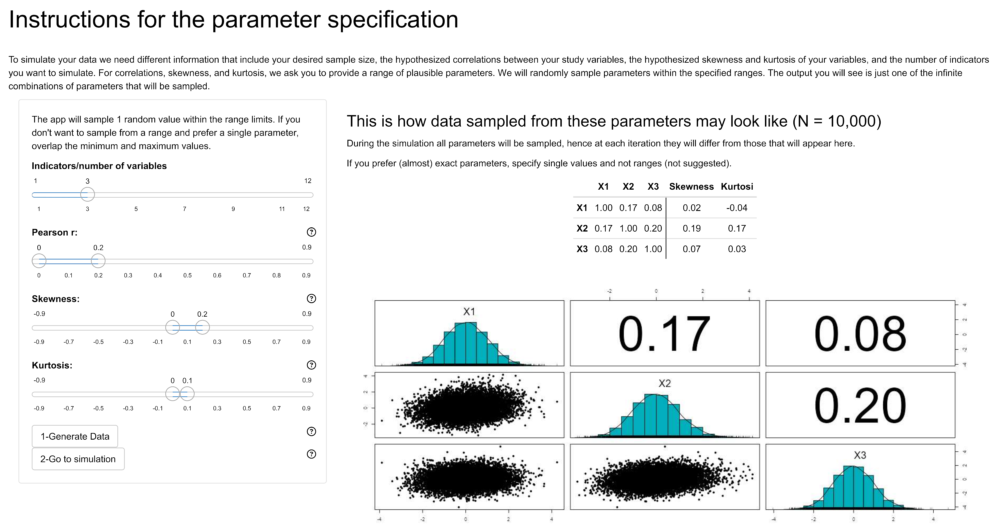 Instructions for the parameter specification
To simulate your data we need different information that include your desired sample size, the hypothesized correlations between your study variables, the hypothesized skewness and kurtosis of your variables, and the number of indicators
you want to simulate. For correlations, skewness, and kurtosis, we ask you to provide a range of plausible parameters. We will randomly sample parameters within the specified ranges. The output you will see is just one of the infinite
combinations of parameters that will be sampled.
The app will sample 1 random value within the range limits. If you
don't want to sample from a range and prefer a single parameter,
overlap the minimum and maximum values.
Indicators/number of variables
1 3 12
1 3 5 7 9 11 12
Pearson r:
0 0.2 0.9
0 0.1 0.2 0.3 0.4 0.5 0.6 0.7 0.8 0.9
Skewness:
-0.9 0 0.2 0.9
-0.9 -0.7 -0.5 -0.3 -0.1 0.1 0.3 0.5 0.7 0.9
Kurtosis:
-0.9 0 0.1 0.9
-0.9 -0.7 -0.5 -0.3 -0.1 0.1 0.3 0.5 0.7 0.9
1-Generate Data
2-Go to simulation
This is how data sampled from these parameters may look like (N = 10,000)
During the simulation all parameters will be sampled, hence at each iteration they will differ from those that will appear here.
If you prefer (almost) exact parameters, specify single values and not ranges (not suggested).
X1 X2 X3 Skewness Kurtosi
X1 1.00 0.17 0.08 0.02 -0.04
X2 0.17 1.00 0.20 0.19 0.17
X3 0.08 0.20 1.00 0.07 0.03
-2 0 2 4
X1
0.17
0.08
4 2 0 -2 -4
4 2 0 -2
X2
0.20
X3
4 2 0 -2 -4
-4 -2 0 2 4
-4 -2 0 2 4